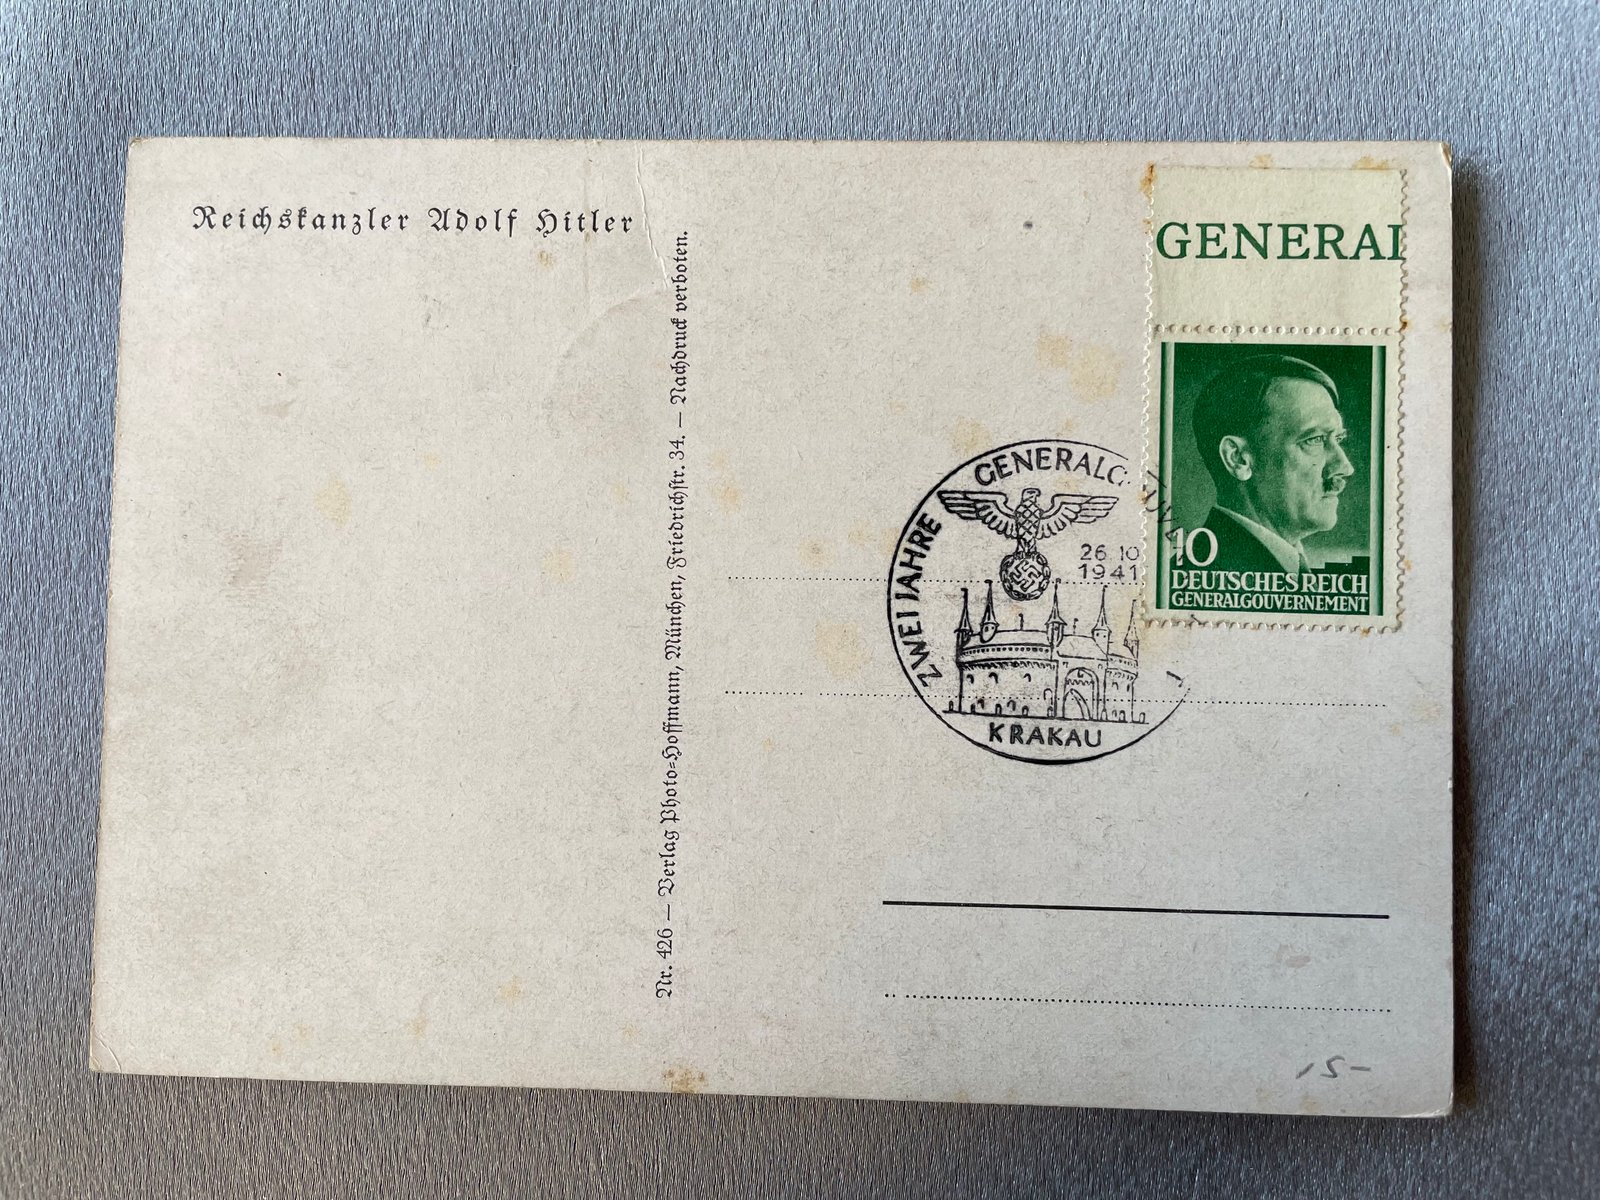 Reichskanzler Adolf Hitler
Nr. 426 — Verlag Photo=Hoffmann, München, Friedrichstr. 34. — Nachdruck verboten.
GENERAL
ZWEI JAHRE GENERALG
26.10
1941
KRAKAU
10
DEUTSCHES REICH
GENERALGOUVERNEMENT
15-